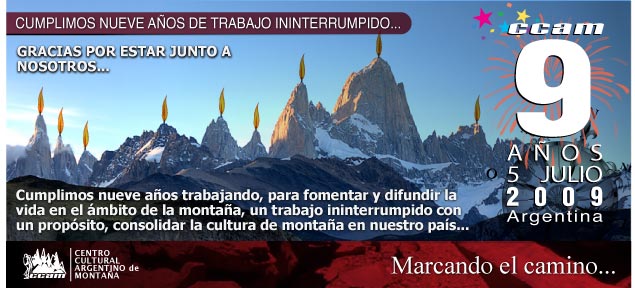 CUMPLIMOS NUEVE AÑOS DE TRABAJO ININTERRUMPIDO...
GRACIAS POR ESTAR JUNTO A
NOSOTROS...
ccam
9
AÑOS
5 JULIO
2009
Argentina
Cumplimos nueve años trabajando, para fomentar y difundir la
vida en el ámbito de la montaña, un trabajo ininterrumpido con
un propósito, consolidar la cultura de montaña en nuestro país...
ccam
CENTRO
CULTURAL
ARGENTINO de
MONTAÑA
Marcando el camino...